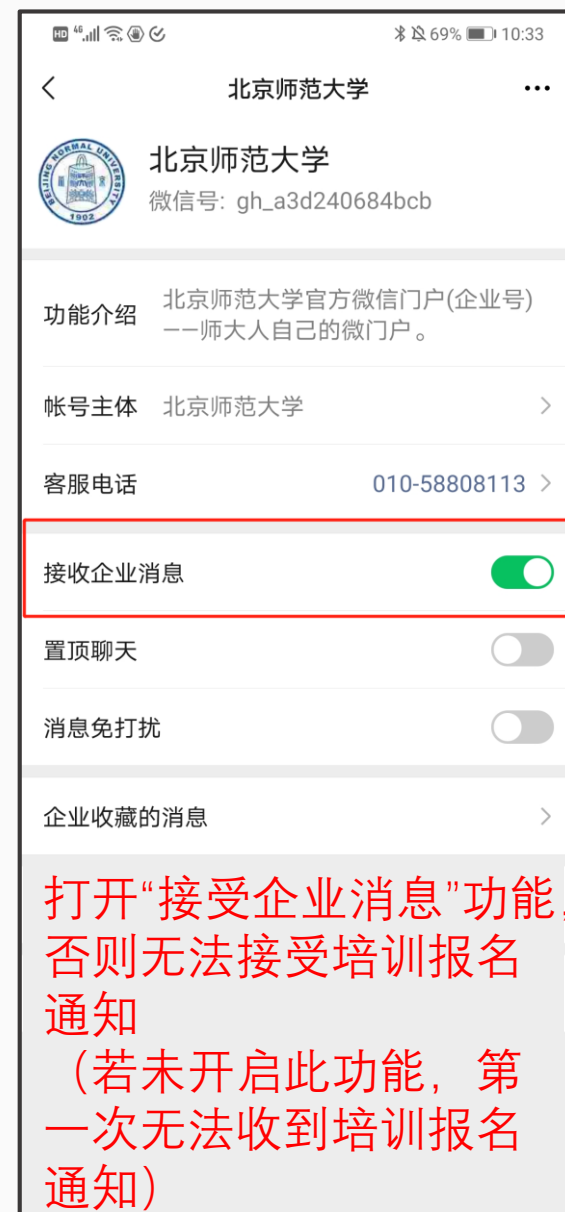 HD 46 69% 10:33
北京师范大学
BEIJING NORMAL UNIVERSITY
1902
北京师范大学
微信号: gh_a3d240684bcb
功能介绍 北京师范大学官方微信门户(企业号)
——师大人自己的微门户。
帐号主体 北京师范大学
客服电话 010-58808113
接收企业消息
置顶聊天
消息免打扰
企业收藏的消息
打开“接受企业消息”功能,
否则无法接受培训报名
通知
（若未开启此功能，第
一次无法收到培训报名
通知）